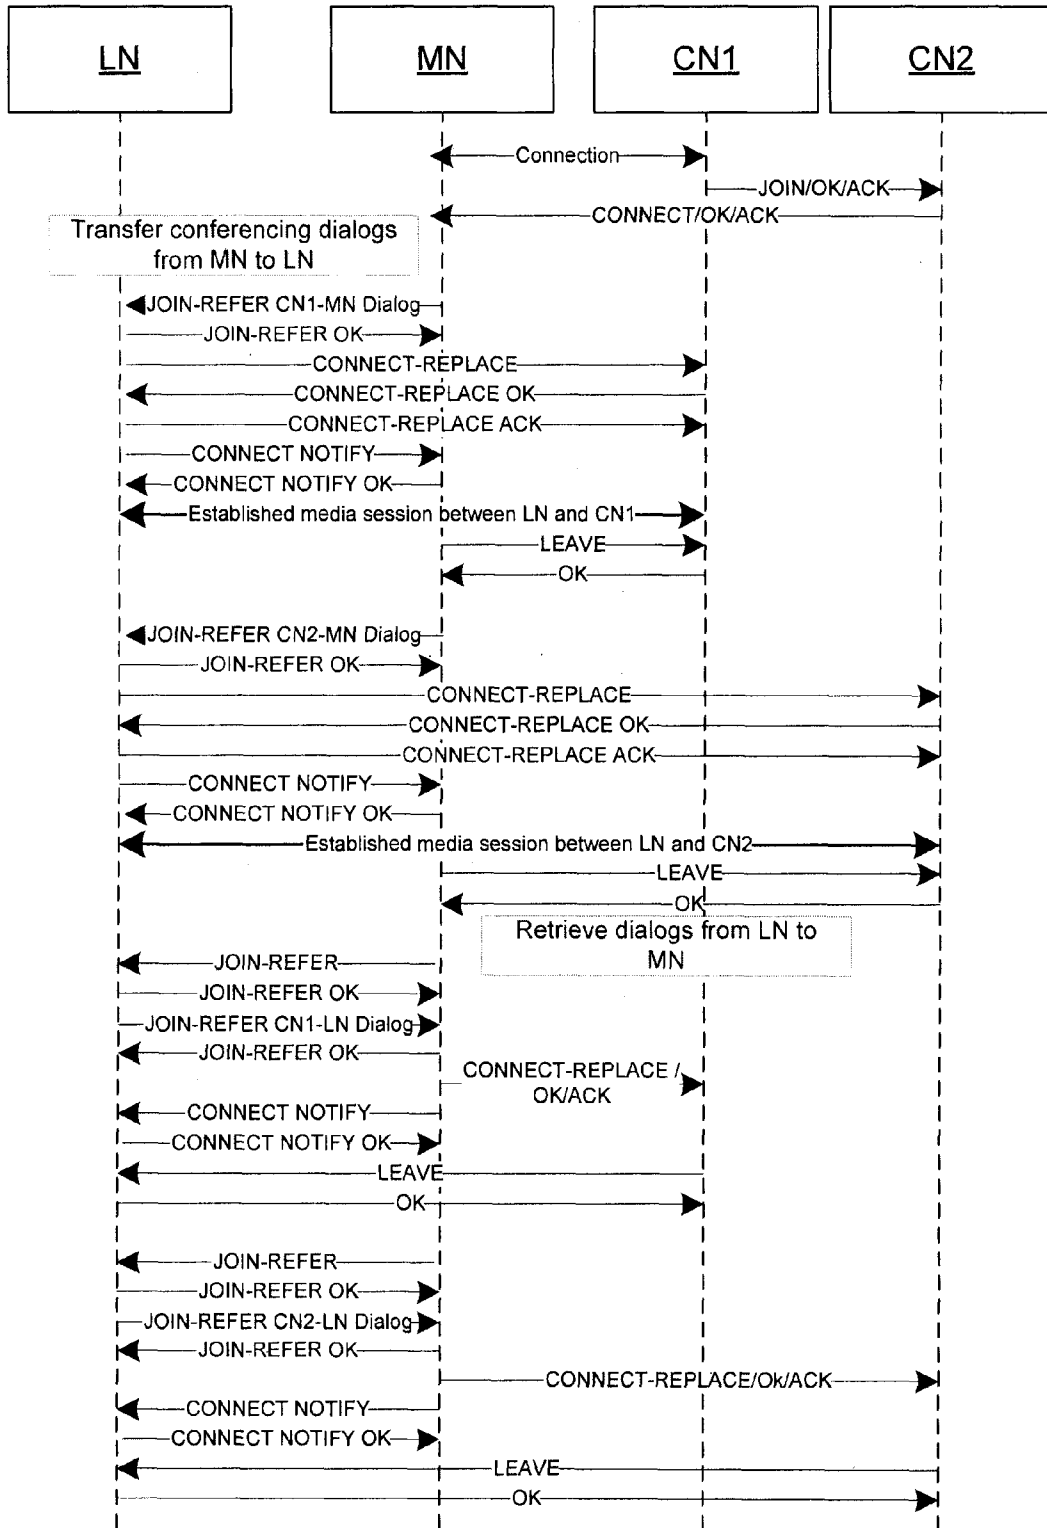 LN
MN
CN1
CN2
Connection
JOIN/OK/ACK
CONNECT/OK/ACK
Transfer conferencing dialogs
from MN to LN
JOIN-REFER CN1-MN Dialog
JOIN-REFER OK
CONNECT-REPLACE
CONNECT-REPLACE OK
CONNECT-REPLACE ACK
CONNECT NOTIFY
CONNECT NOTIFY OK
Established media session between LN and CN1
LEAVE
OK
JOIN-REFER CN2-MN Dialog
JOIN-REFER OK
CONNECT-REPLACE
CONNECT-REPLACE OK
CONNECT-REPLACE ACK
CONNECT NOTIFY
CONNECT NOTIFY OK
Established media session between LN and CN2
LEAVE
OK
Retrieve dialogs from LN to
MN
JOIN-REFER
JOIN-REFER OK
JOIN-REFER CN1-LN Dialog
JOIN-REFER OK
CONNECT-REPLACE /
OK/ACK
CONNECT NOTIFY
CONNECT NOTIFY OK
LEAVE
OK
JOIN-REFER
JOIN-REFER OK
JOIN-REFER CN2-LN Dialog
JOIN-REFER OK
CONNECT-REPLACE/Ok/ACK
CONNECT NOTIFY
CONNECT NOTIFY OK
LEAVE
OK